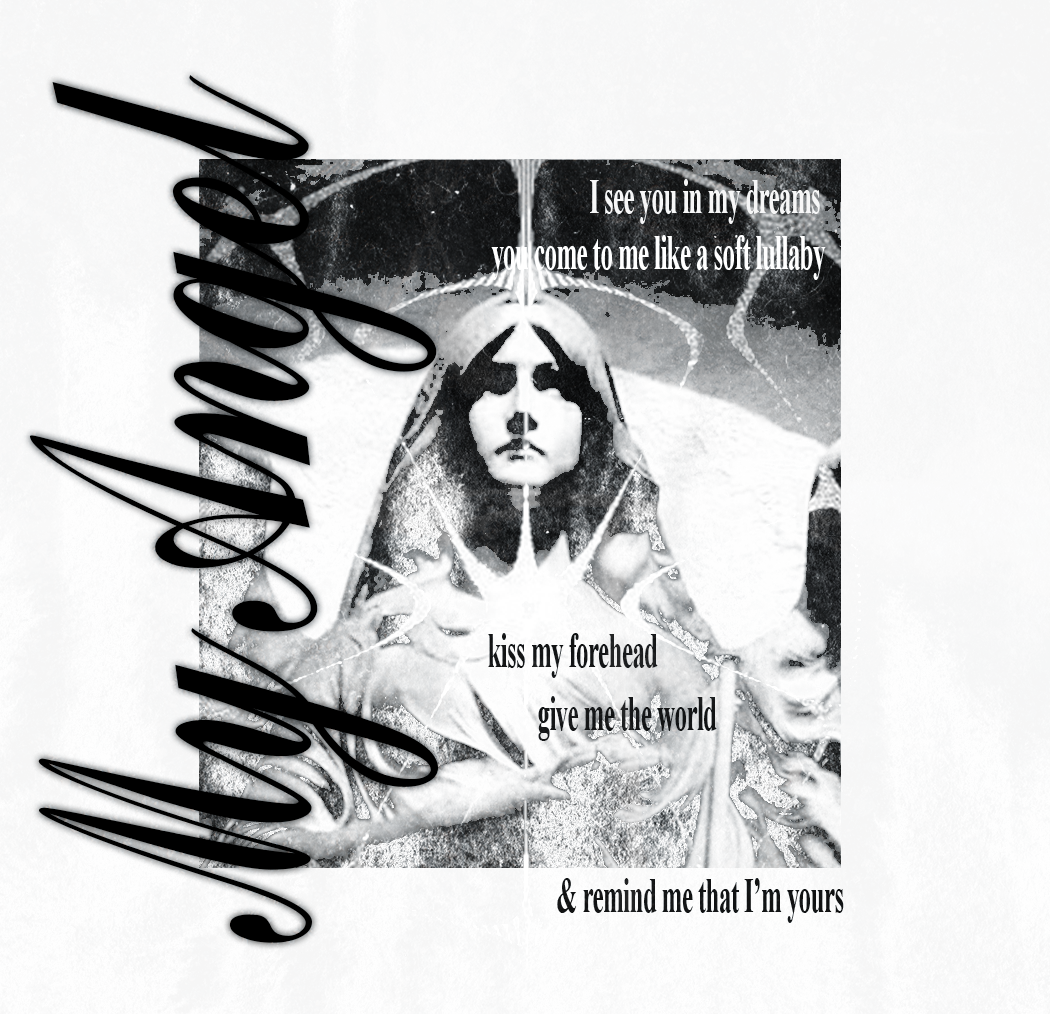 My Angel
I see you in my dreams
you come to me like a soft lullaby
kiss my forehead
give me the world
& remind me that I'm yours